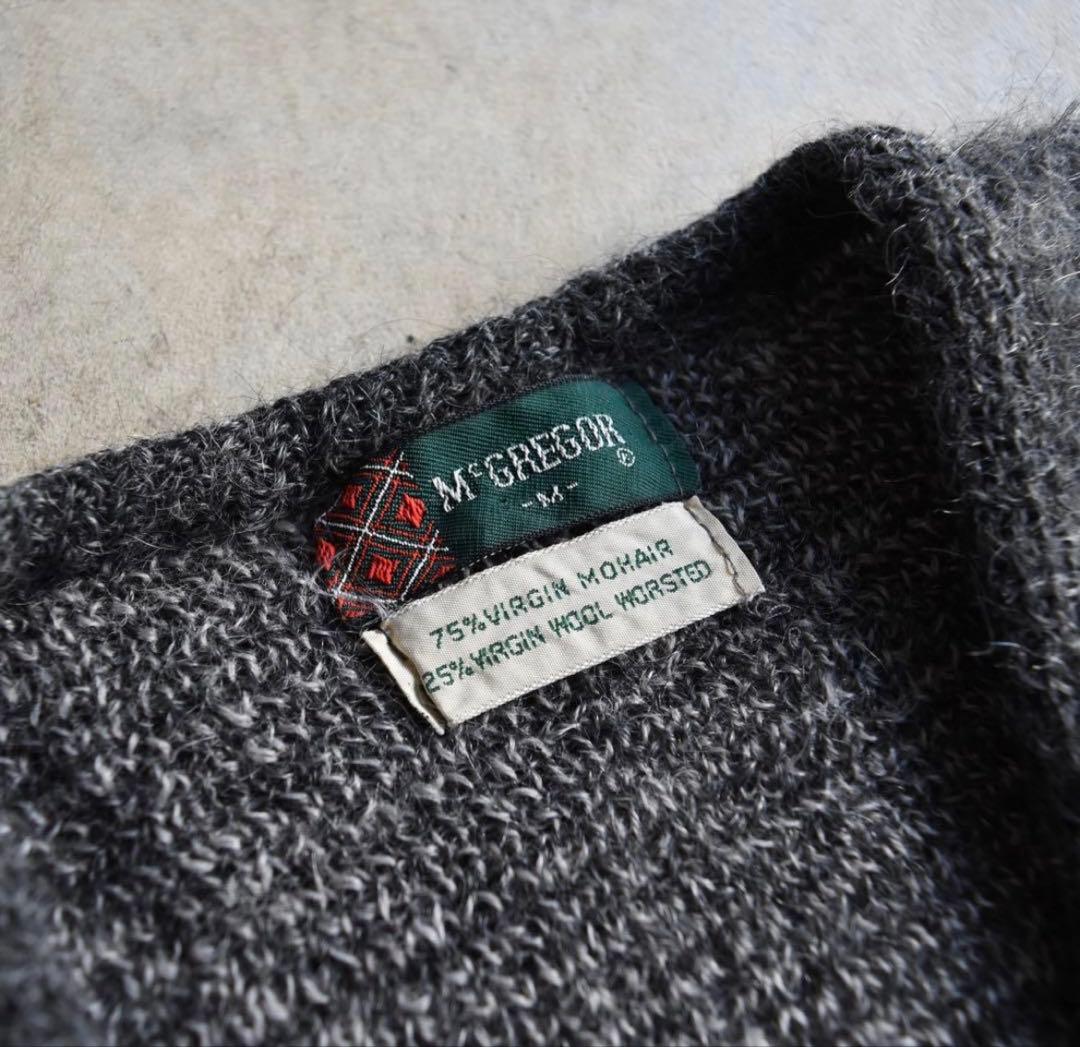 McGREGOR®
-M-
75% VIRGIN MOHAIR
25% VIRGIN WOOL WORSTED